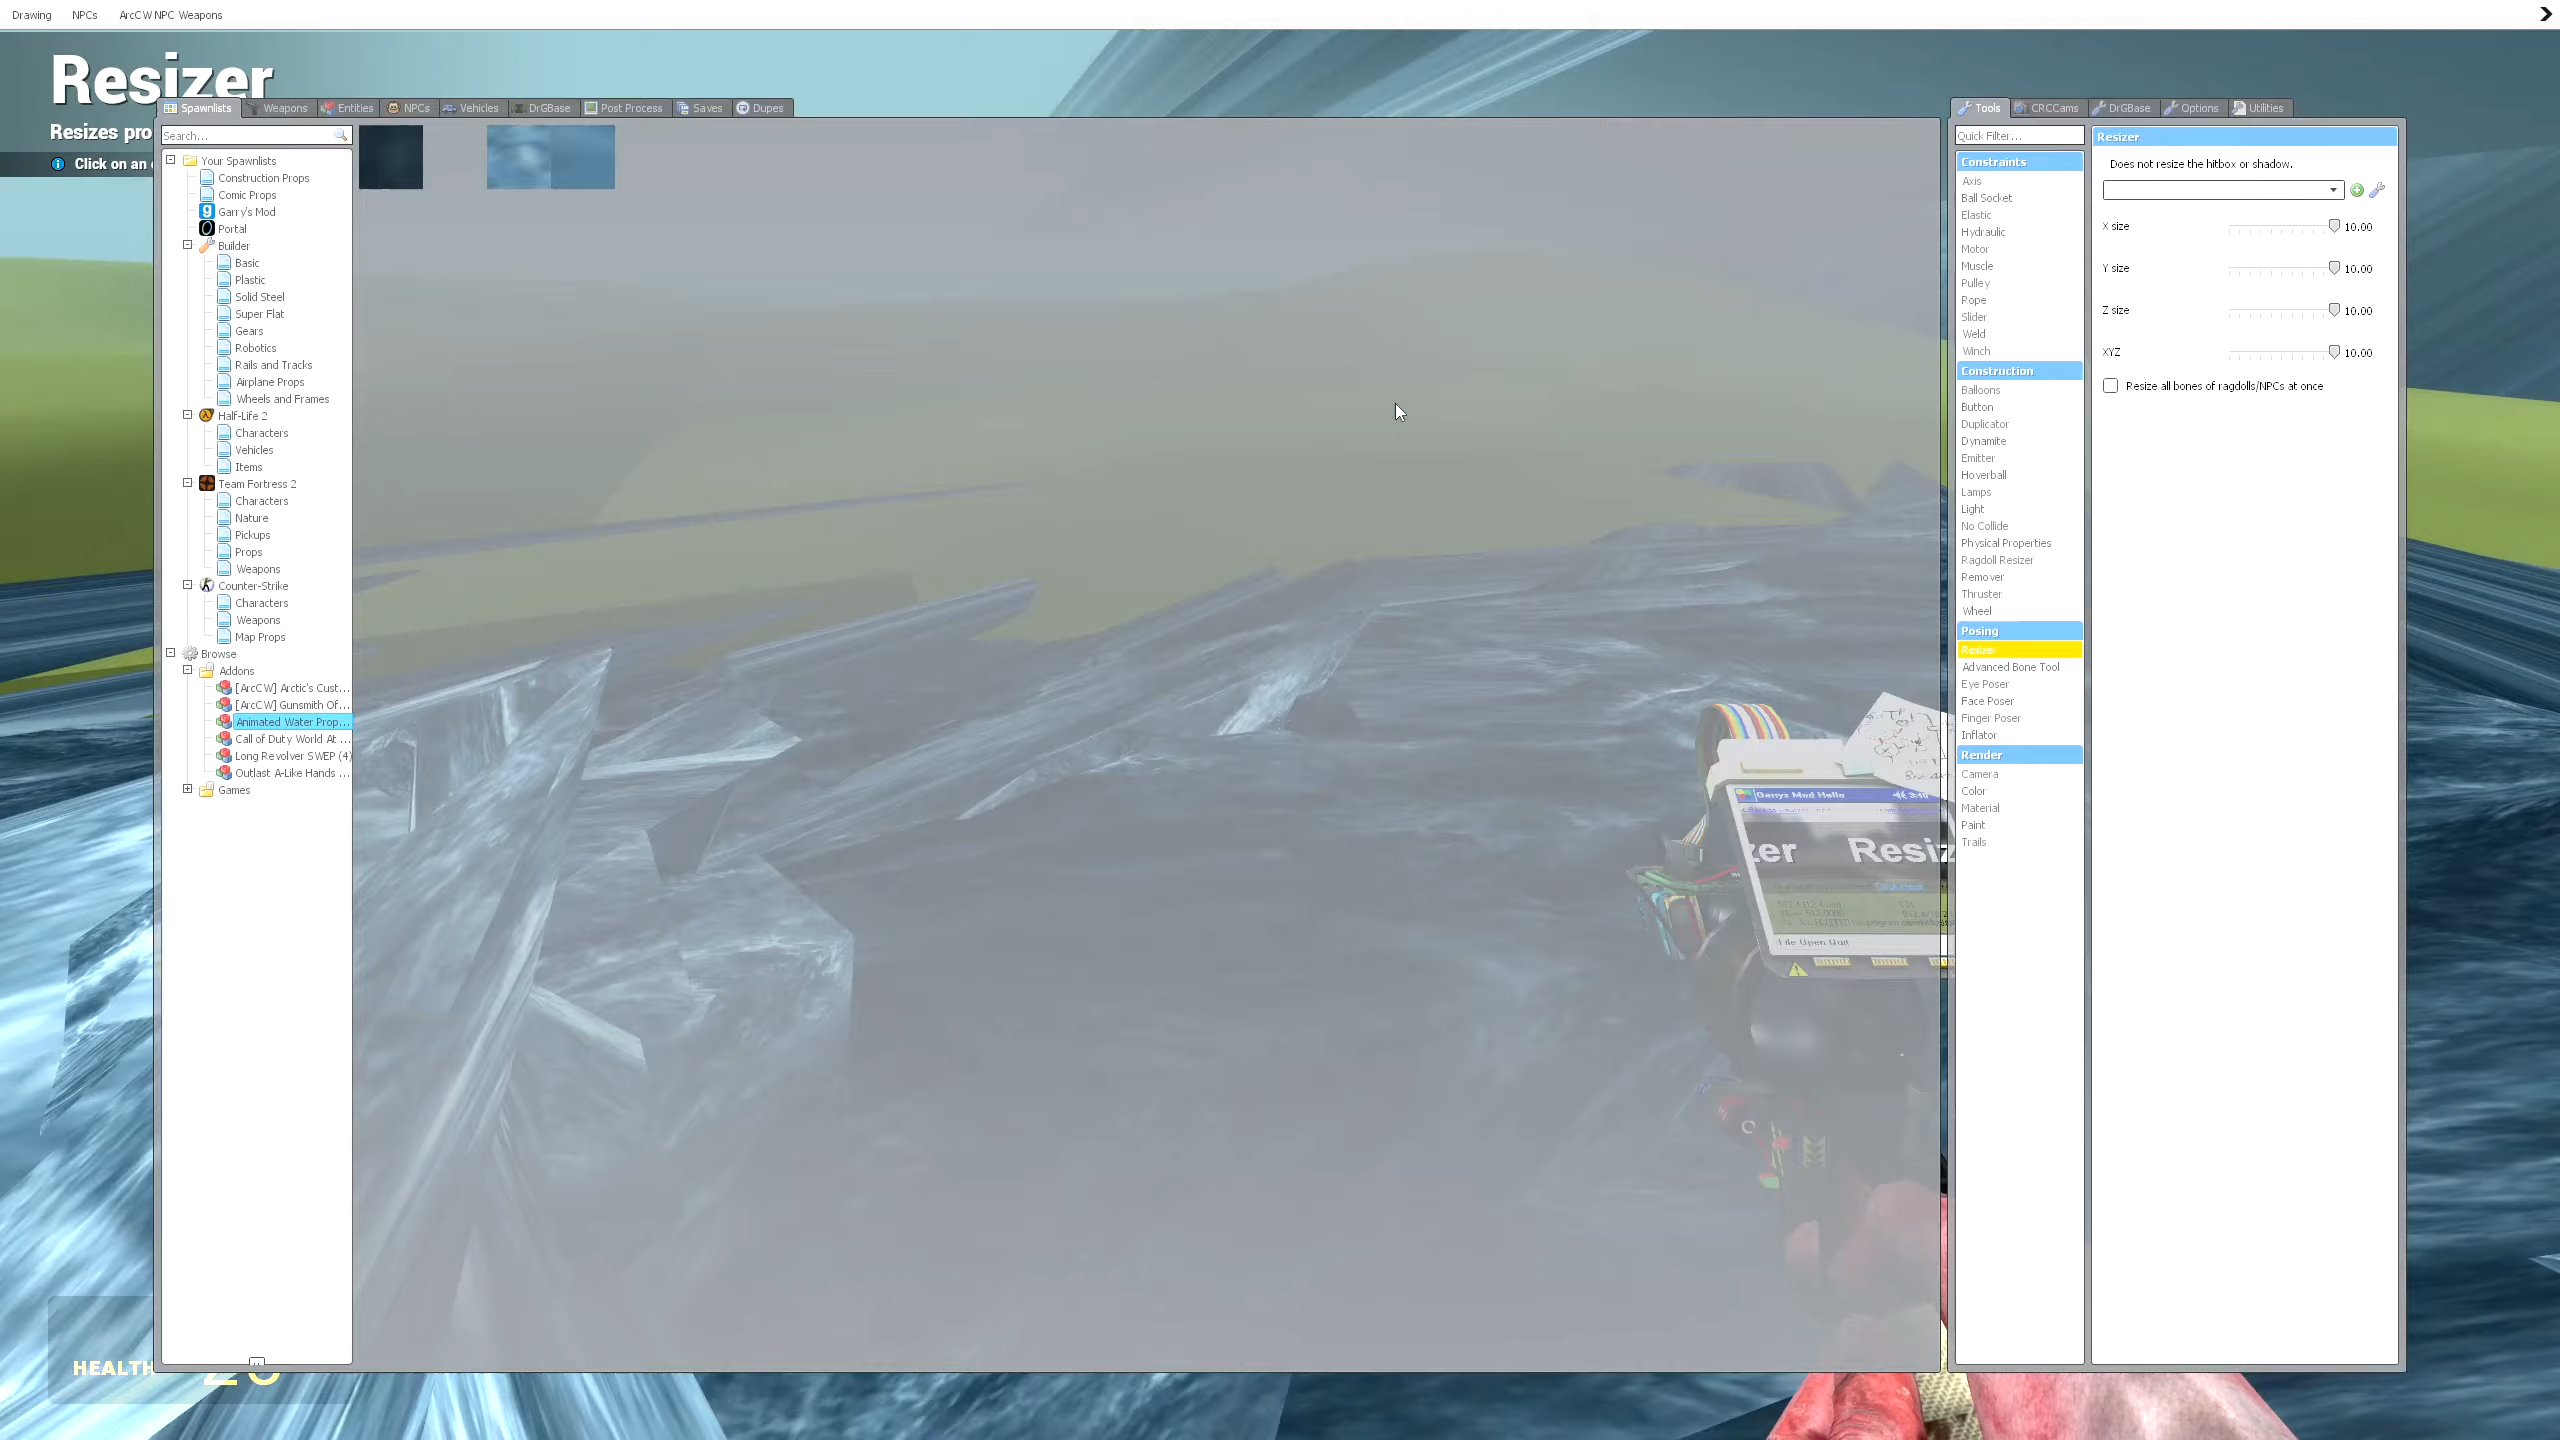 Drawing NPCs ArcCW NPC Weapons
Resizer
Resizes pro
Click on an
Spawnlists Weapons Entities NPCs Vehicles DrGBase Post Process Saves Dupes
Search...
Your Spawnlists
Construction Props
Comic Props
Garry's Mod
Portal
Builder
Basic
Plastic
Solid Steel
Super Flat
Gears
Robotics
Rails and Tracks
Airplane Props
Wheels and Frames
Half-Life 2
Characters
Vehicles
Items
Team Fortress 2
Characters
Nature
Pickups
Props
Weapons
Counter-Strike
Characters
Weapons
Map Props
Browse
Addons
[ArcCW] Arctic's Cust...
[ArcCW] Gunsmith Of...
Animated Water Prop...
Call of Duty World At ...
Long Revolver SWEP (4)
Outlast A-Like Hands ...
Games
HEALTH
Garrys Mod Hello
zer Resiz
File Open Quit
Tools CRCCams DrGBase Options Utilities
Quick Filter...
Constraints
Axis
Ball Socket
Elastic
Hydraulic
Motor
Muscle
Pulley
Rope
Slider
Weld
Winch
Construction
Balloons
Button
Duplicator
Dynamite
Emitter
Hoverball
Lamps
Light
No Collide
Physical Properties
Ragdoll Resizer
Remover
Thruster
Wheel
Posing
Resizer
Advanced Bone Tool
Eye Poser
Face Poser
Finger Poser
Inflator
Render
Camera
Color
Material
Paint
Trails
Resizer
Does not resize the hitbox or shadow.
X size 10.00
Y size 10.00
Z size 10.00
XYZ 10.00
Resize all bones of ragdolls/NPCs at once